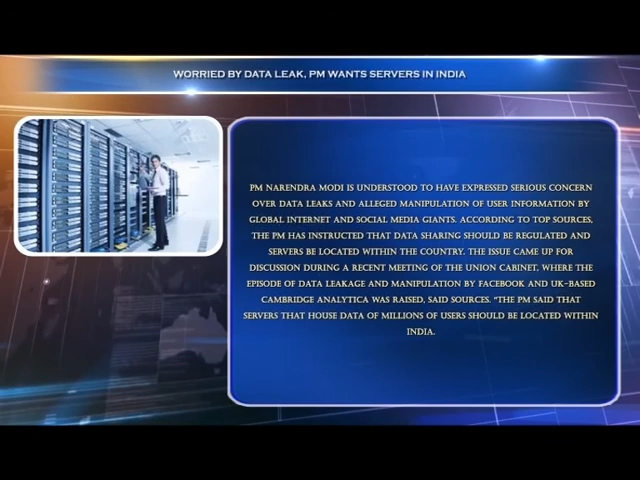 WORRIED BY DATA LEAK, PM WANTS SERVERS IN INDIA
PM NARENDRA MODI IS UNDERSTOOD TO HAVE EXPRESSED SERIOUS CONCERN
OVER DATA LEAKS AND ALLEGED MANIPULATION OF USER INFORMATION BY
GLOBAL INTERNET AND SOCIAL MEDIA GIANTS. ACCORDING TO TOP SOURCES,
THE PM HAS INSTRUCTED THAT DATA SHARING SHOULD BE REGULATED AND
SERVERS BE LOCATED WITHIN THE COUNTRY. THE ISSUE CAME UP FOR
DISCUSSION DURING A RECENT MEETING OF THE UNION CABINET, WHERE THE
EPISODE OF DATA LEAKAGE AND MANIPULATION BY FACEBOOK AND UK-BASED
CAMBRIDGE ANALYTICA WAS RAISED, SAID SOURCES. "THE PM SAID THAT
SERVERS THAT HOUSE DATA OF MILLIONS OF USERS SHOULD BE LOCATED WITHIN
INDIA.